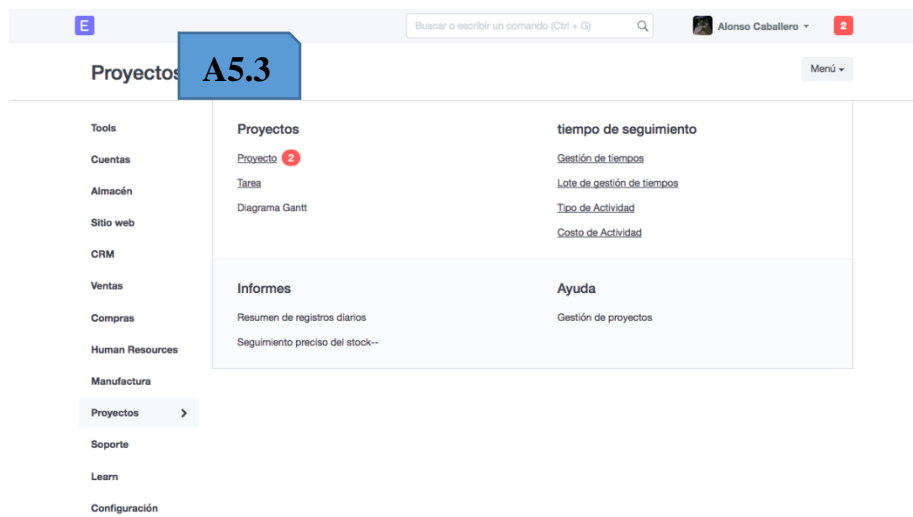 E
Buscar o escribir un comando (Ctrl + G)
Alonso Caballero
2
Proyectos
A5.3
Menú
Tools
Cuentas
Almacén
Sitio web
CRM
Ventas
Compras
Human Resources
Manufactura
Proyectos
Soporte
Learn
Configuración
Proyectos
Proyecto 2
Tarea
Diagrama Gantt
tiempo de seguimiento
Gestión de tiempos
Lote de gestión de tiempos
Tipo de Actividad
Costo de Actividad
Informes
Resumen de registros diarios
Seguimiento preciso del stock--
Ayuda
Gestión de proyectos